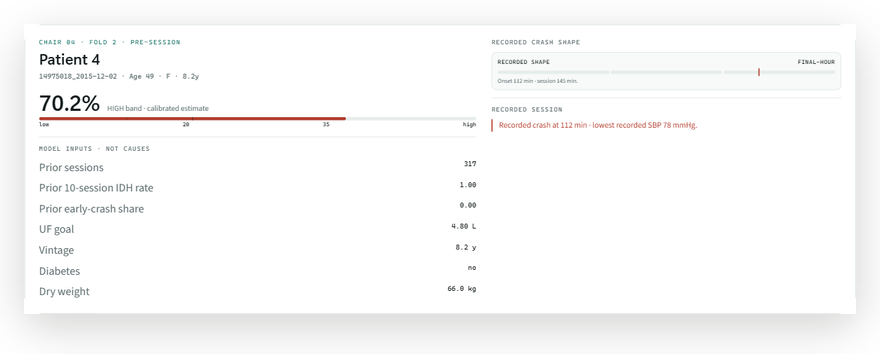 CHAIR 04 · FOLD 2 · PRE-SESSION
Patient 4
14975018_2015-12-02 · Age 49 · F · 8.2y
70.2% HIGH band · calibrated estimate
low 20 35 high
MODEL INPUTS · NOT CAUSES
Prior sessions 317
Prior 10-session IDH rate 1.00
Prior early-crash share 0.00
UF goal 4.80 L
Vintage 8.2 y
Diabetes no
Dry weight 66.0 kg
RECORDED CRASH SHAPE
RECORDED SHAPE FINAL-HOUR
Onset 112 min · session 145 min.
RECORDED SESSION
Recorded crash at 112 min · lowest recorded SBP 78 mmHg.